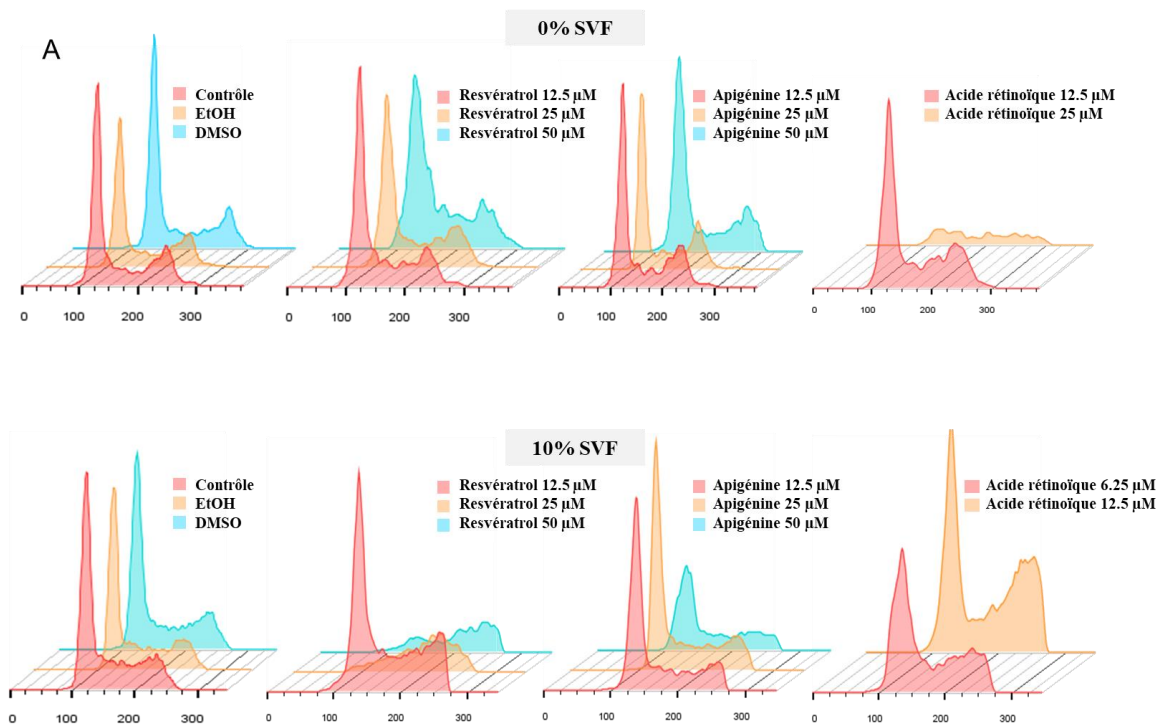 0% SVF
A
Contrôle
EtOH
DMSO
Resvératrol 12.5 µM
Resvératrol 25 µM
Resvératrol 50 µM
Apigénine 12.5 µM
Apigénine 25 µM
Apigénine 50 µM
Acide rétinoïque 12.5 µM
Acide rétinoïque 25 µM
0 100 200 300
0 100 200 300
0 100 200 300
0 100 200 300
10% SVF
Contrôle
EtOH
DMSO
Resvératrol 12.5 µM
Resvératrol 25 µM
Resvératrol 50 µM
Apigénine 12.5 µM
Apigénine 25 µM
Apigénine 50 µM
Acide rétinoïque 6.25 µM
Acide rétinoïque 12.5 µM
0 100 200 300
0 100 200 300
0 100 200 300
0 100 200 300